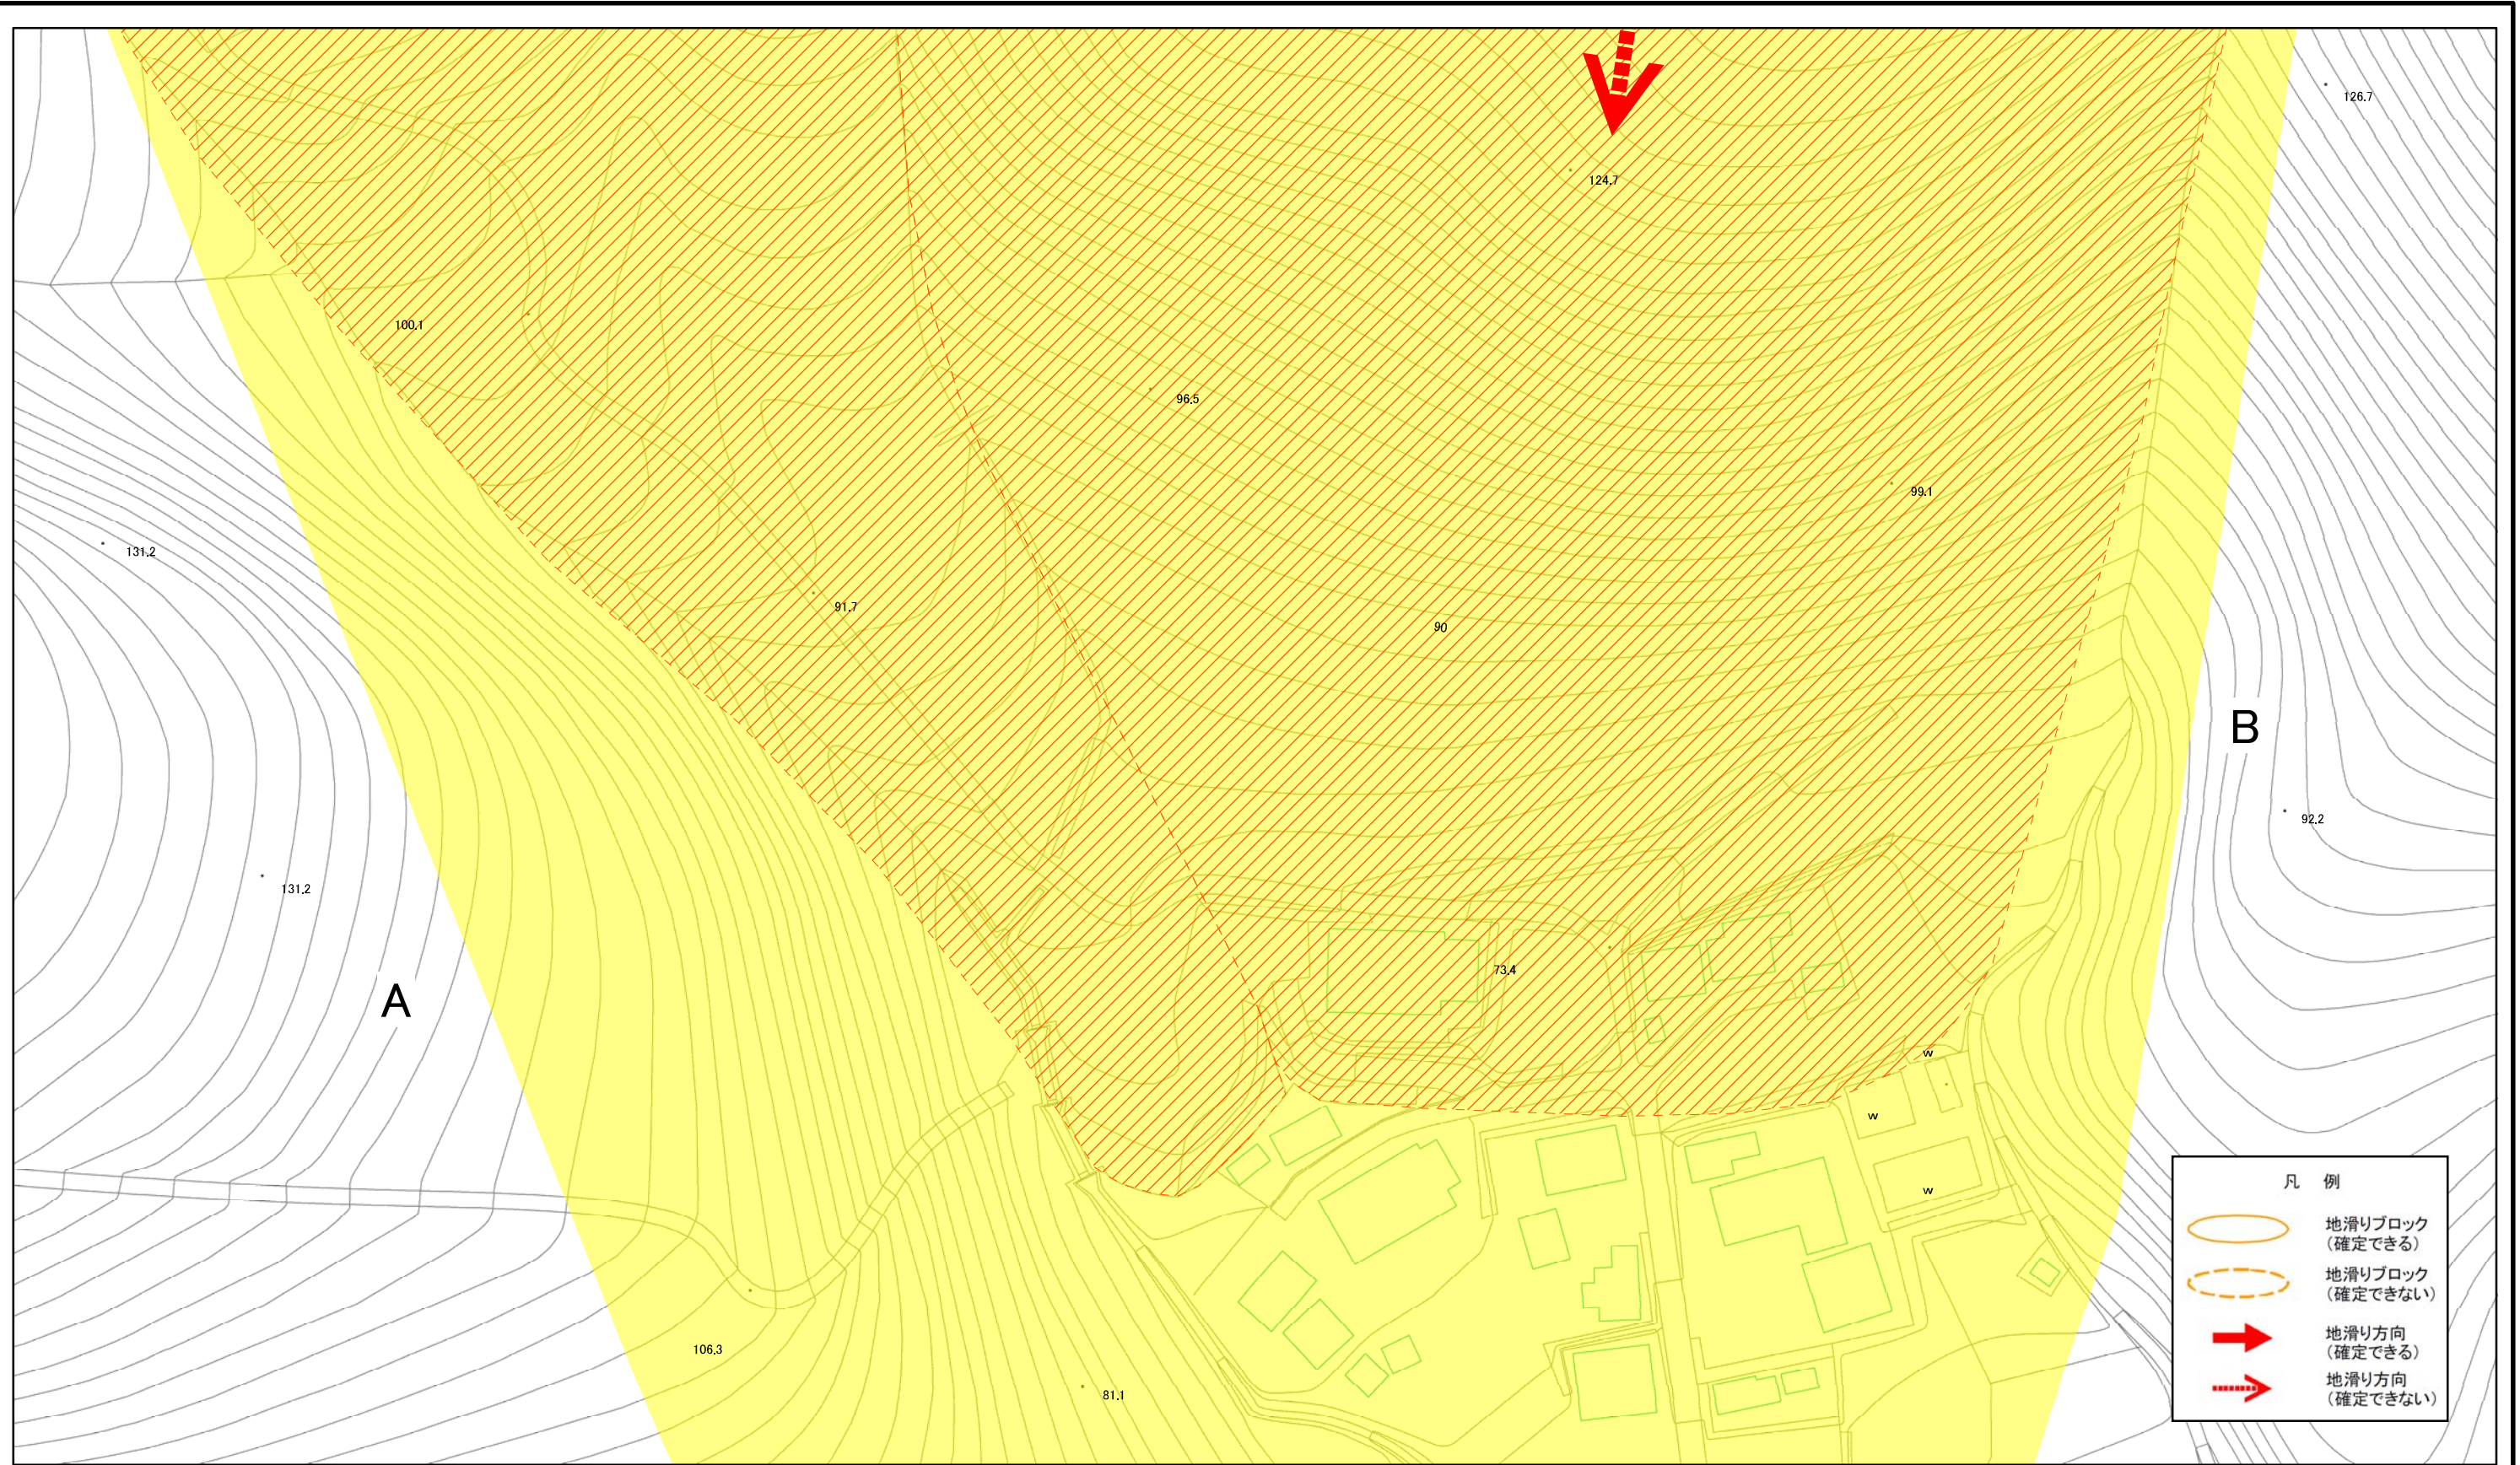 126.7
124.7
100.1
96.5
99.1
131.2
91.7
90
B
92.2
131.2
73.4
A
w
w
w
106.3
81.1
凡 例
地滑りブロック
(確定できる)
地滑りブロック
(確定できない)
地滑り方向
(確定できる)
地滑り方向
(確定できない)